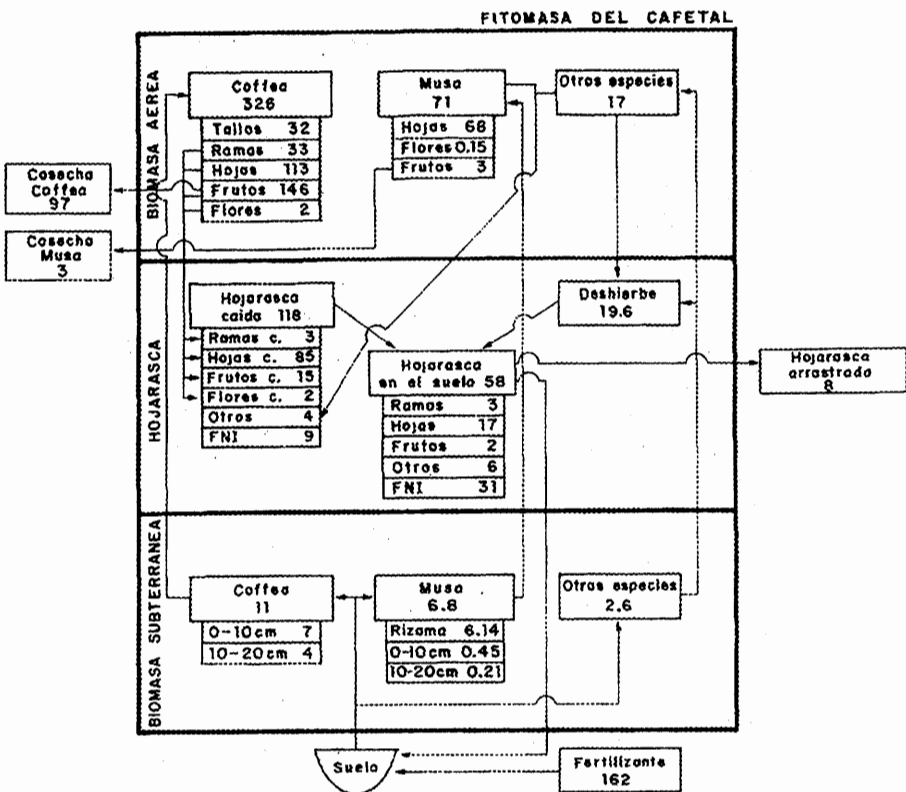 FITOMASA DEL CAFETAL
BIOMASA AEREA
Coffea
326
Tallos 32
Ramas 33
Hojas 113
Frutos 146
Flores 2
Musa
71
Hojas 68
Flores 0.15
Frutos 3
Otras especies
17
Cosecha
Coffea
97
Cosecha
Musa
3
HOJARASCA
Hojarasca
caida 118
Ramas c. 3
Hojas c. 85
Frutos c. 15
Flores c. 2
Otros 4
FNI 9
Hojarasca
en el suelo 58
Ramas 3
Hojas 17
Frutos 2
Otros 6
FNI 31
Deshierbe
19.6
Hojarasca
arrastrada
8
BIOMASA SUBTERRANEA
Coffea
11
0-10cm 7
10-20cm 4
Musa
6.8
Rizoma 6.14
0-10cm 0.45
10-20cm 0.21
Otras especies
2.6
Suelo
Fertilizante
162